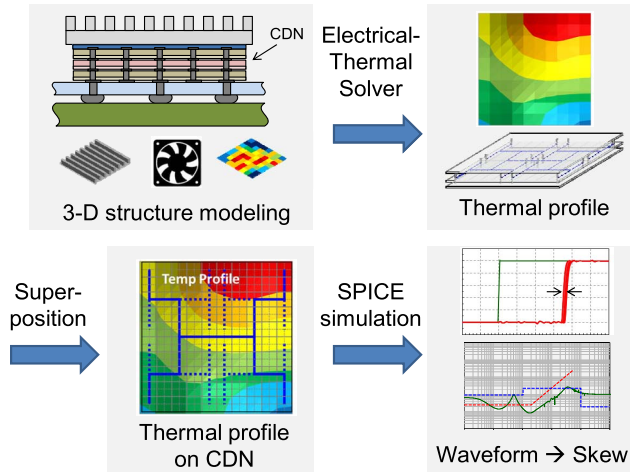 CDN
3-D structure modeling
Electrical-
Thermal
Solver
Thermal profile
Super-
position
Temp Profile
Thermal profile
on CDN
SPICE
simulation
Waveform → Skew